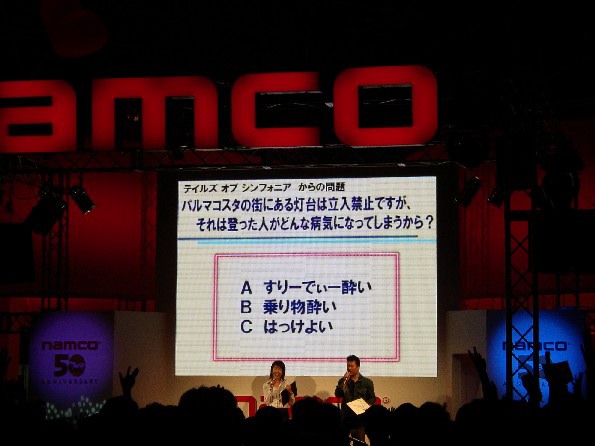 namco
テイルズ オブ シンフォニア からの問題
パルマコスタの街にある灯台は立入禁止ですが、
それは登った人がどんな病気になってしまうから？
A すりーでぃー酔い
B 乗り物酔い
C はっけよい
namco
50
ANNIVERSARY
namco
50